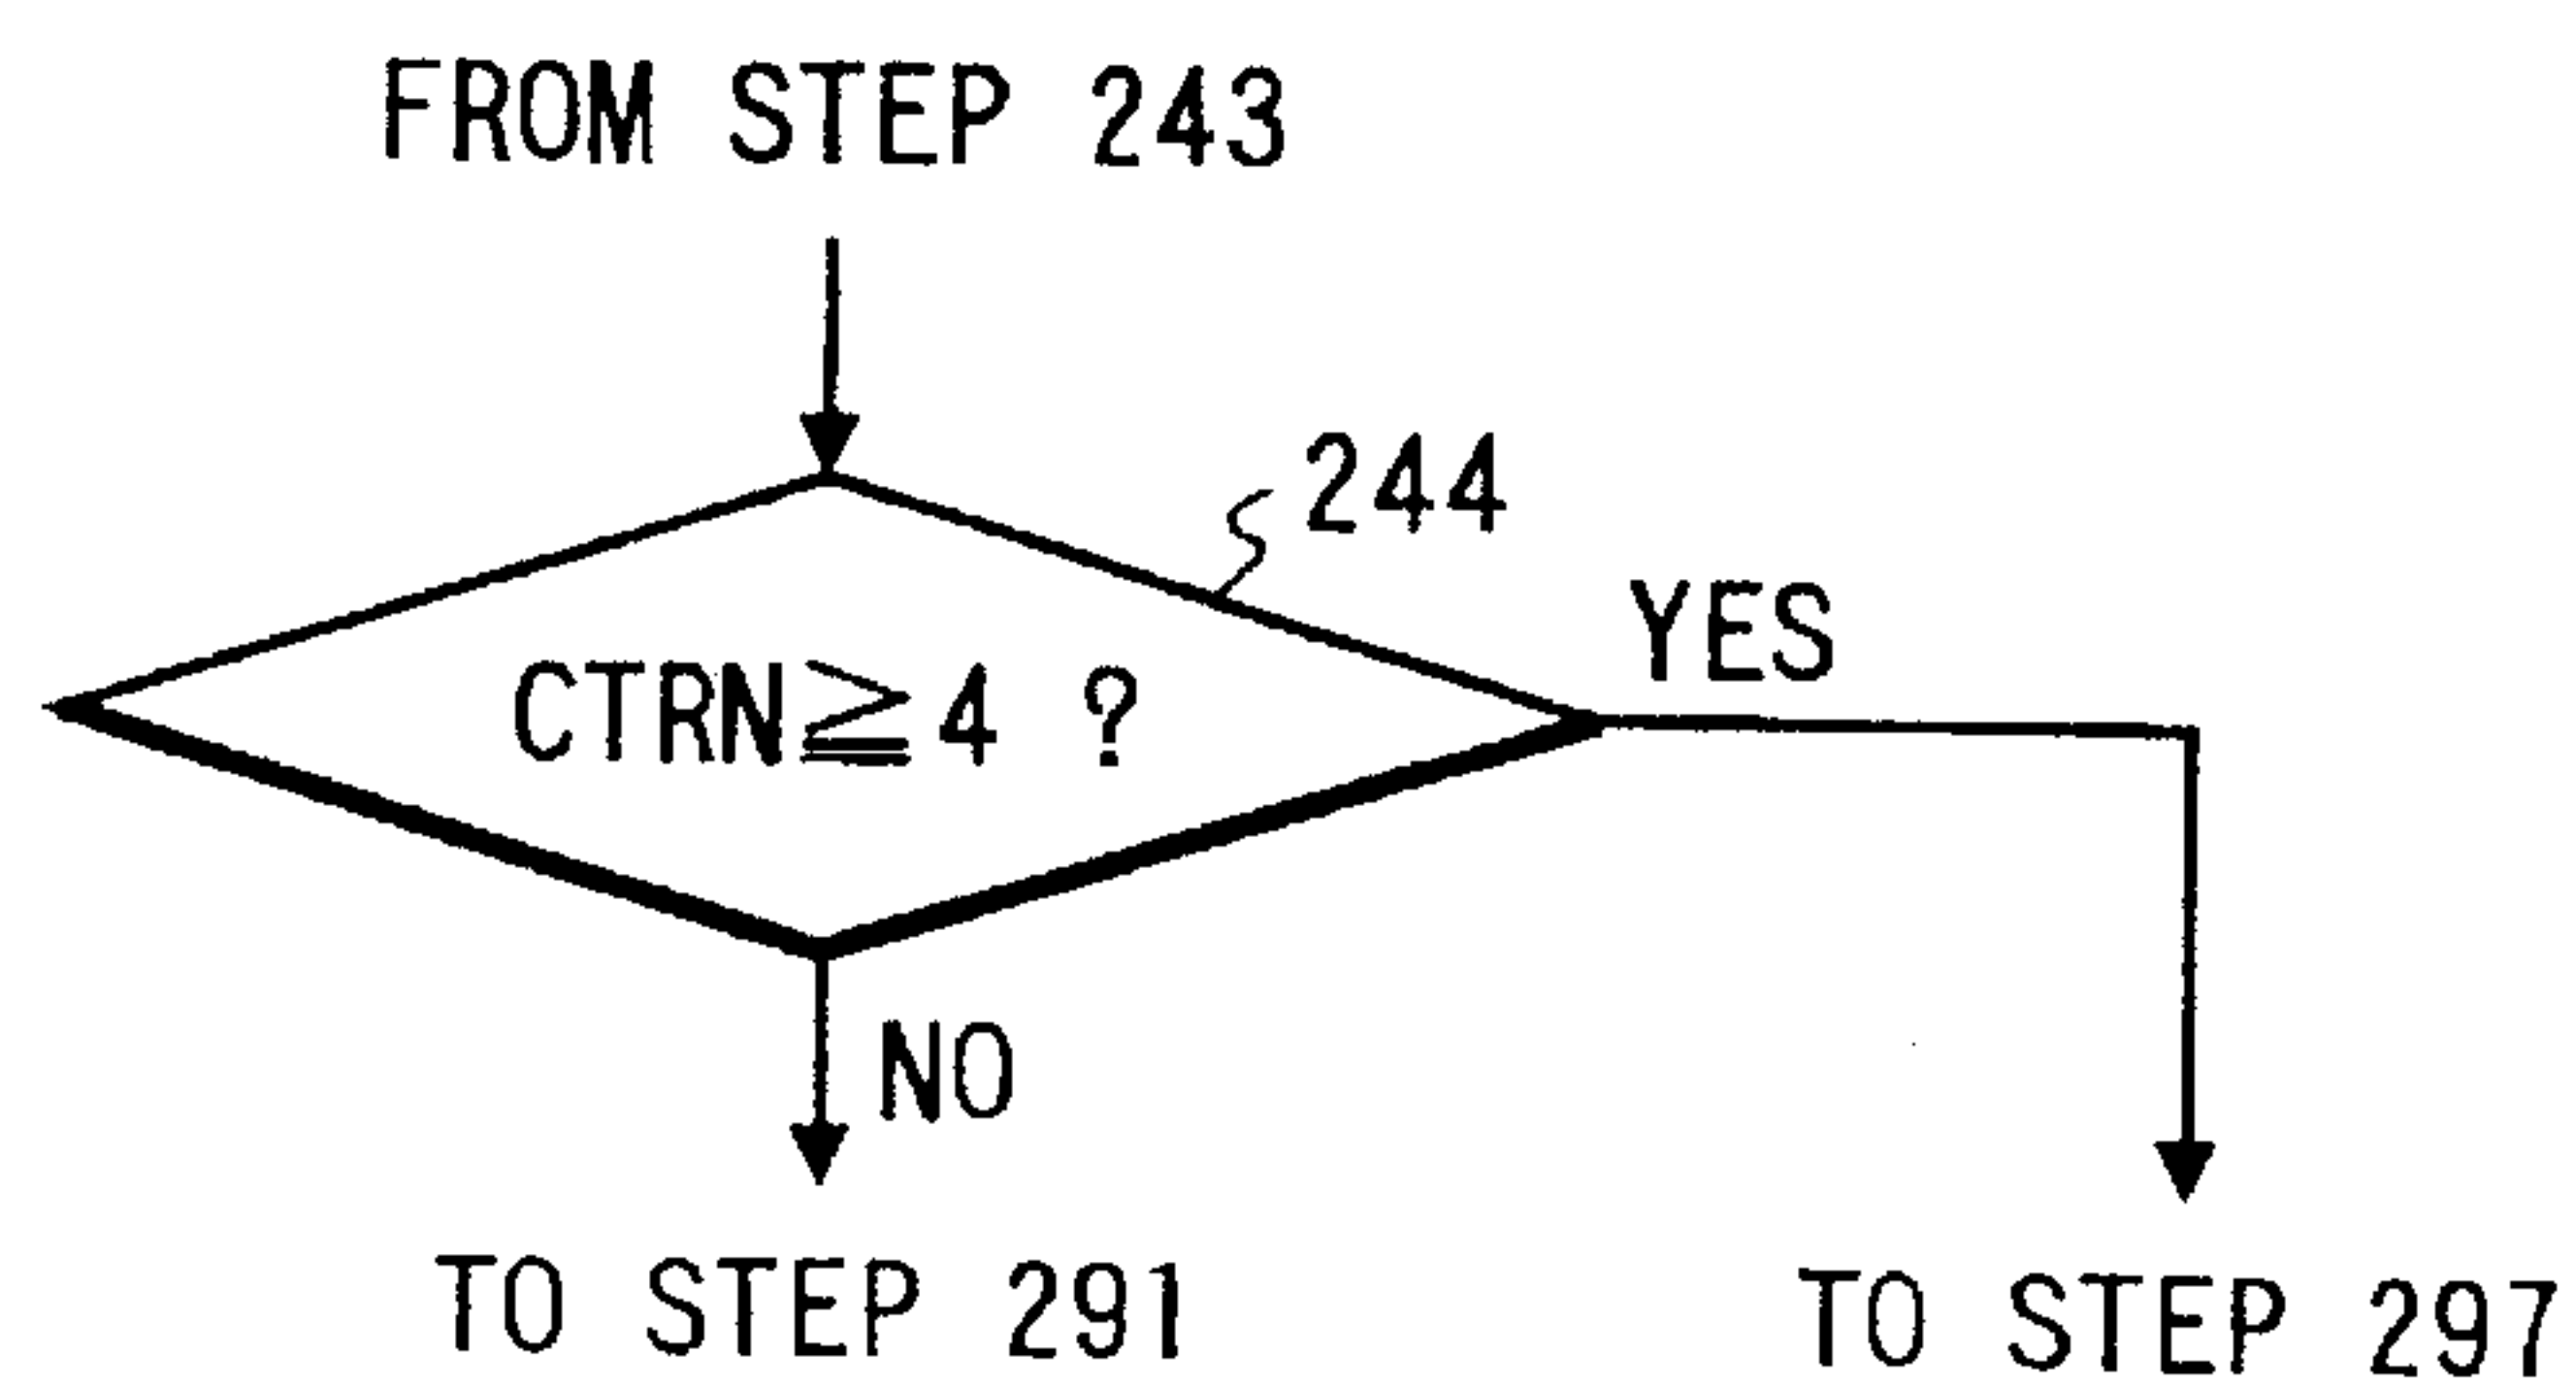 FROM STEP 243
244
YES
CTRN≧4 ?
NO
TO STEP 291
TO STEP 297